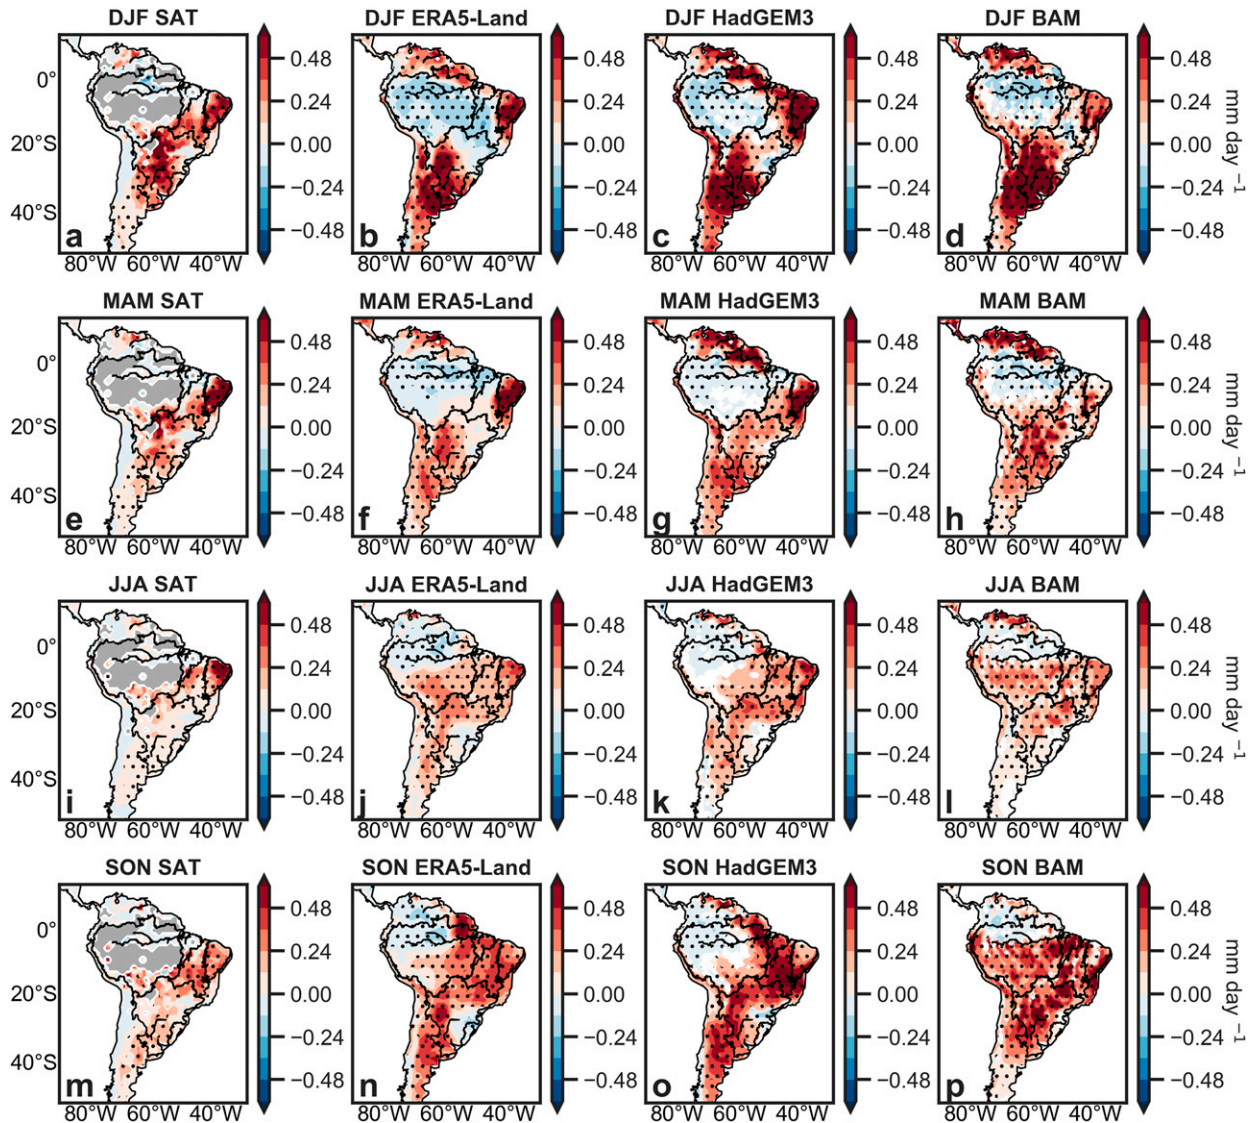 DJF SAT DJF ERA5-Land DJF HadGEM3 DJF BAM
0° 0.48 0.48 0.48 0.48
0.24 0.24 0.24 0.24
20°S 0.00 0.00 0.00 0.00
−0.24 −0.24 −0.24 −0.24
40°S −0.48 −0.48 −0.48 −0.48
mm day −1
a b c d
80°W 60°W 40°W 80°W 60°W 40°W 80°W 60°W 40°W 80°W 60°W 40°W
MAM SAT MAM ERA5-Land MAM HadGEM3 MAM BAM
0° 0.48 0.48 0.48 0.48
0.24 0.24 0.24 0.24
20°S 0.00 0.00 0.00 0.00
−0.24 −0.24 −0.24 −0.24
40°S −0.48 −0.48 −0.48 −0.48
mm day −1
e f g h
80°W 60°W 40°W 80°W 60°W 40°W 80°W 60°W 40°W 80°W 60°W 40°W
JJA SAT JJA ERA5-Land JJA HadGEM3 JJA BAM
0° 0.48 0.48 0.48 0.48
0.24 0.24 0.24 0.24
20°S 0.00 0.00 0.00 0.00
−0.24 −0.24 −0.24 −0.24
40°S −0.48 −0.48 −0.48 −0.48
mm day −1
i j k l
80°W 60°W 40°W 80°W 60°W 40°W 80°W 60°W 40°W 80°W 60°W 40°W
SON SAT SON ERA5-Land SON HadGEM3 SON BAM
0° 0.48 0.48 0.48 0.48
0.24 0.24 0.24 0.24
20°S 0.00 0.00 0.00 0.00
−0.24 −0.24 −0.24 −0.24
40°S −0.48 −0.48 −0.48 −0.48
mm day −1
m n o p
80°W 60°W 40°W 80°W 60°W 40°W 80°W 60°W 40°W 80°W 60°W 40°W